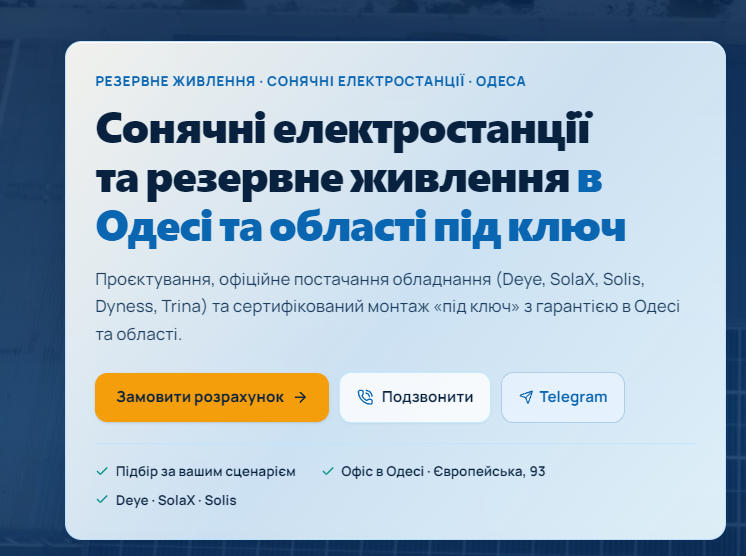 РЕЗЕРВНЕ ЖИВЛЕННЯ · СОНЯЧНІ ЕЛЕКТРОСТАНЦІЇ · ОДЕСА
Сонячні електростанції
та резервне живлення в
Одесі та області під ключ
Проєктування, офіційне постачання обладнання (Deye, SolaX, Solis,
Dyness, Trina) та сертифікований монтаж «під ключ» з гарантією в Одесі
та області.
Замовити розрахунок → Подзвонити Telegram
Підбір за вашим сценарієм Офіс в Одесі · Європейська, 93
Deye · SolaX · Solis